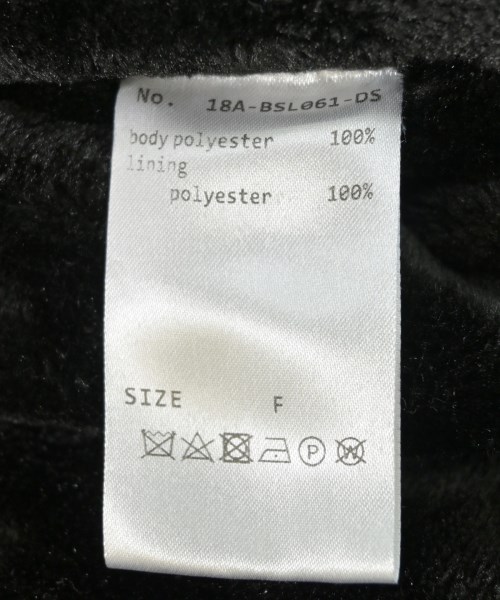 No. 18A-BSL061-DS
body polyester 100%
lining
polyester 100%
SIZE F
P W